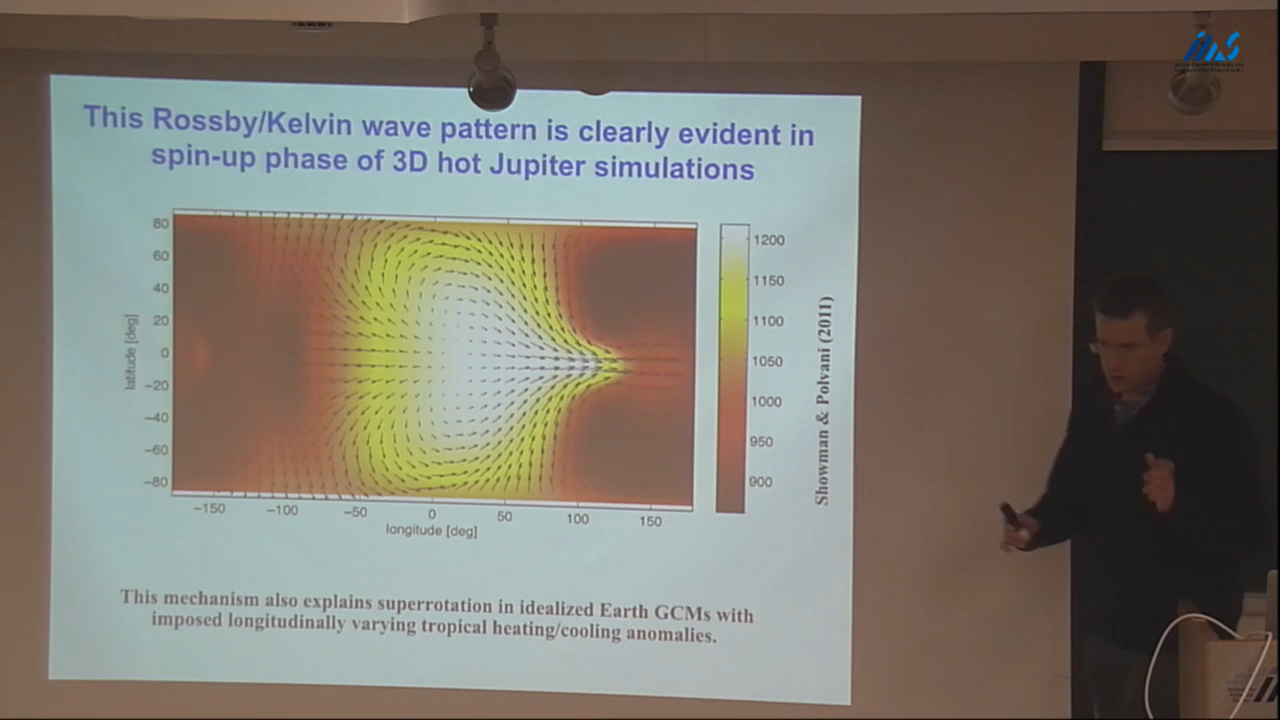 This Rossby/Kelvin wave pattern is clearly evident in
spin-up phase of 3D hot Jupiter simulations
80
60
40
20
0
−20
−40
−60
−80
latitude [deg]
−150 −100 −50 0 50 100 150
longitude [deg]
1200
1150
1100
1050
1000
950
900
Showman & Polvani (2011)
This mechanism also explains superrotation in idealized Earth GCMs with
imposed longitudinally varying tropical heating/cooling anomalies.